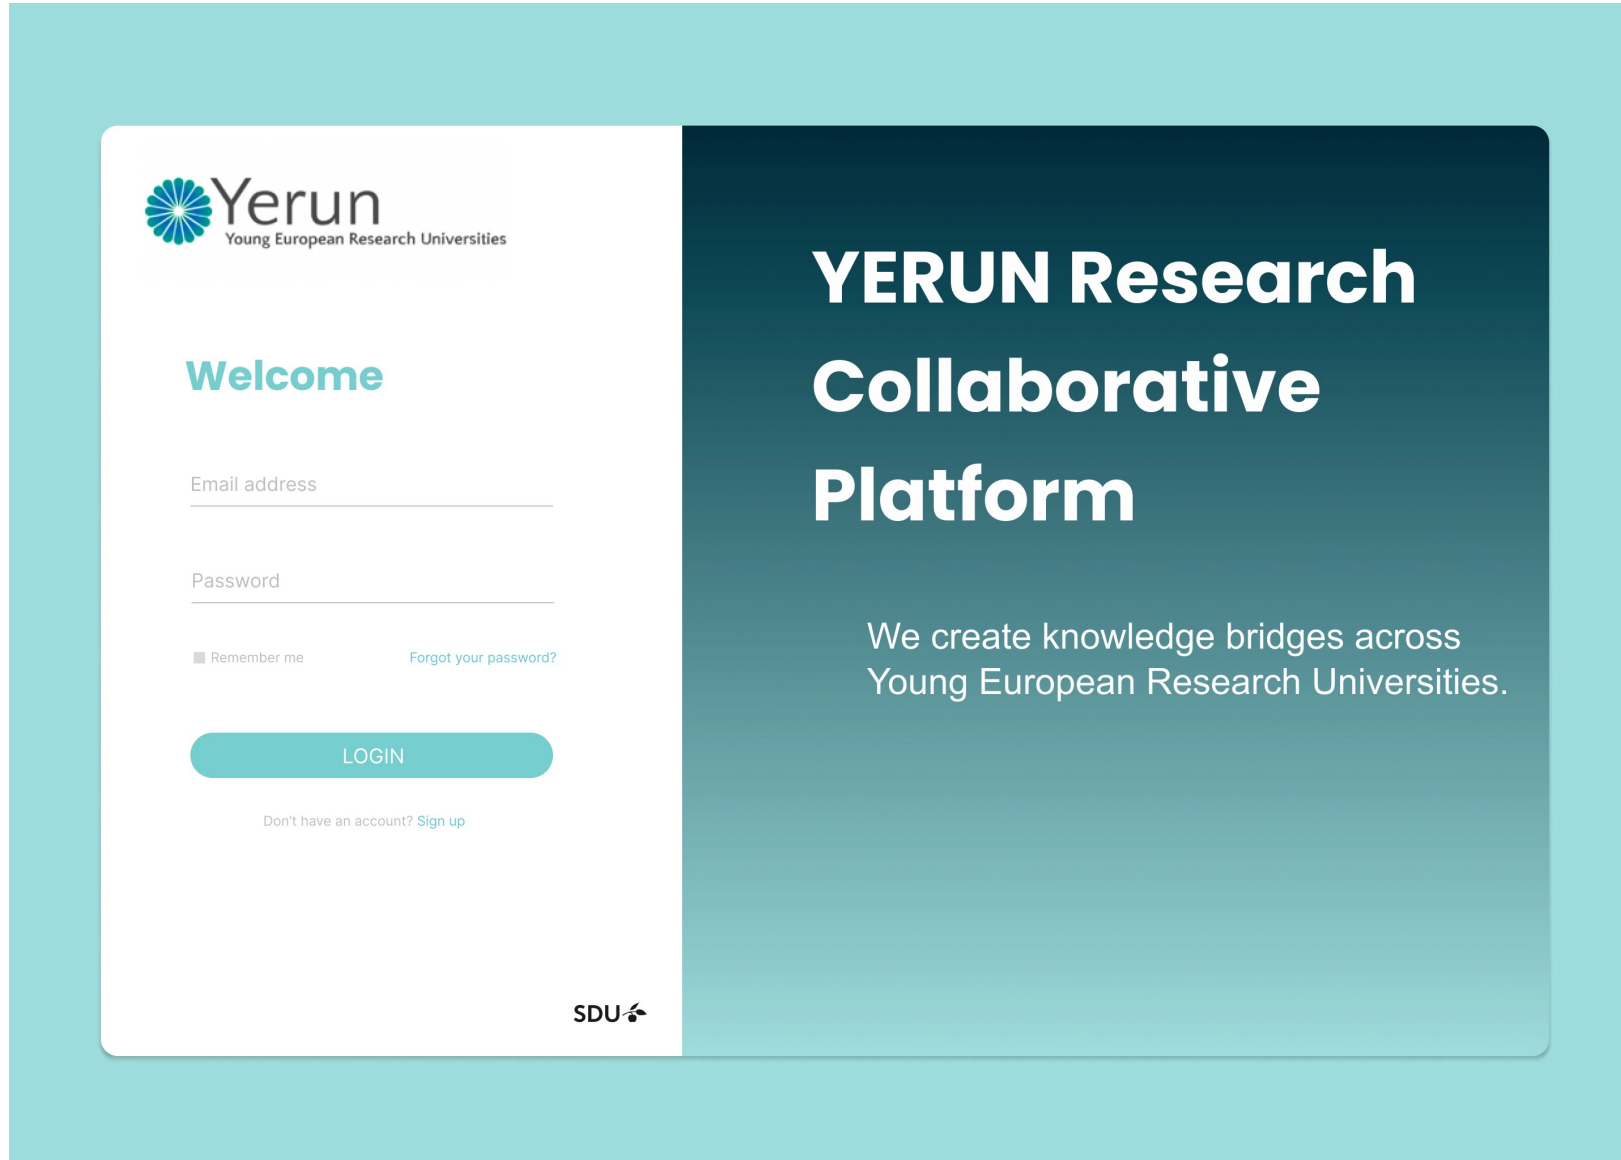 Yerun
Young European Research Universities
Welcome
Email address
Password
Remember me
Forgot your password?
LOGIN
Don't have an account? Sign up
SDU
YERUN Research
Collaborative
Platform
We create knowledge bridges across
Young European Research Universities.